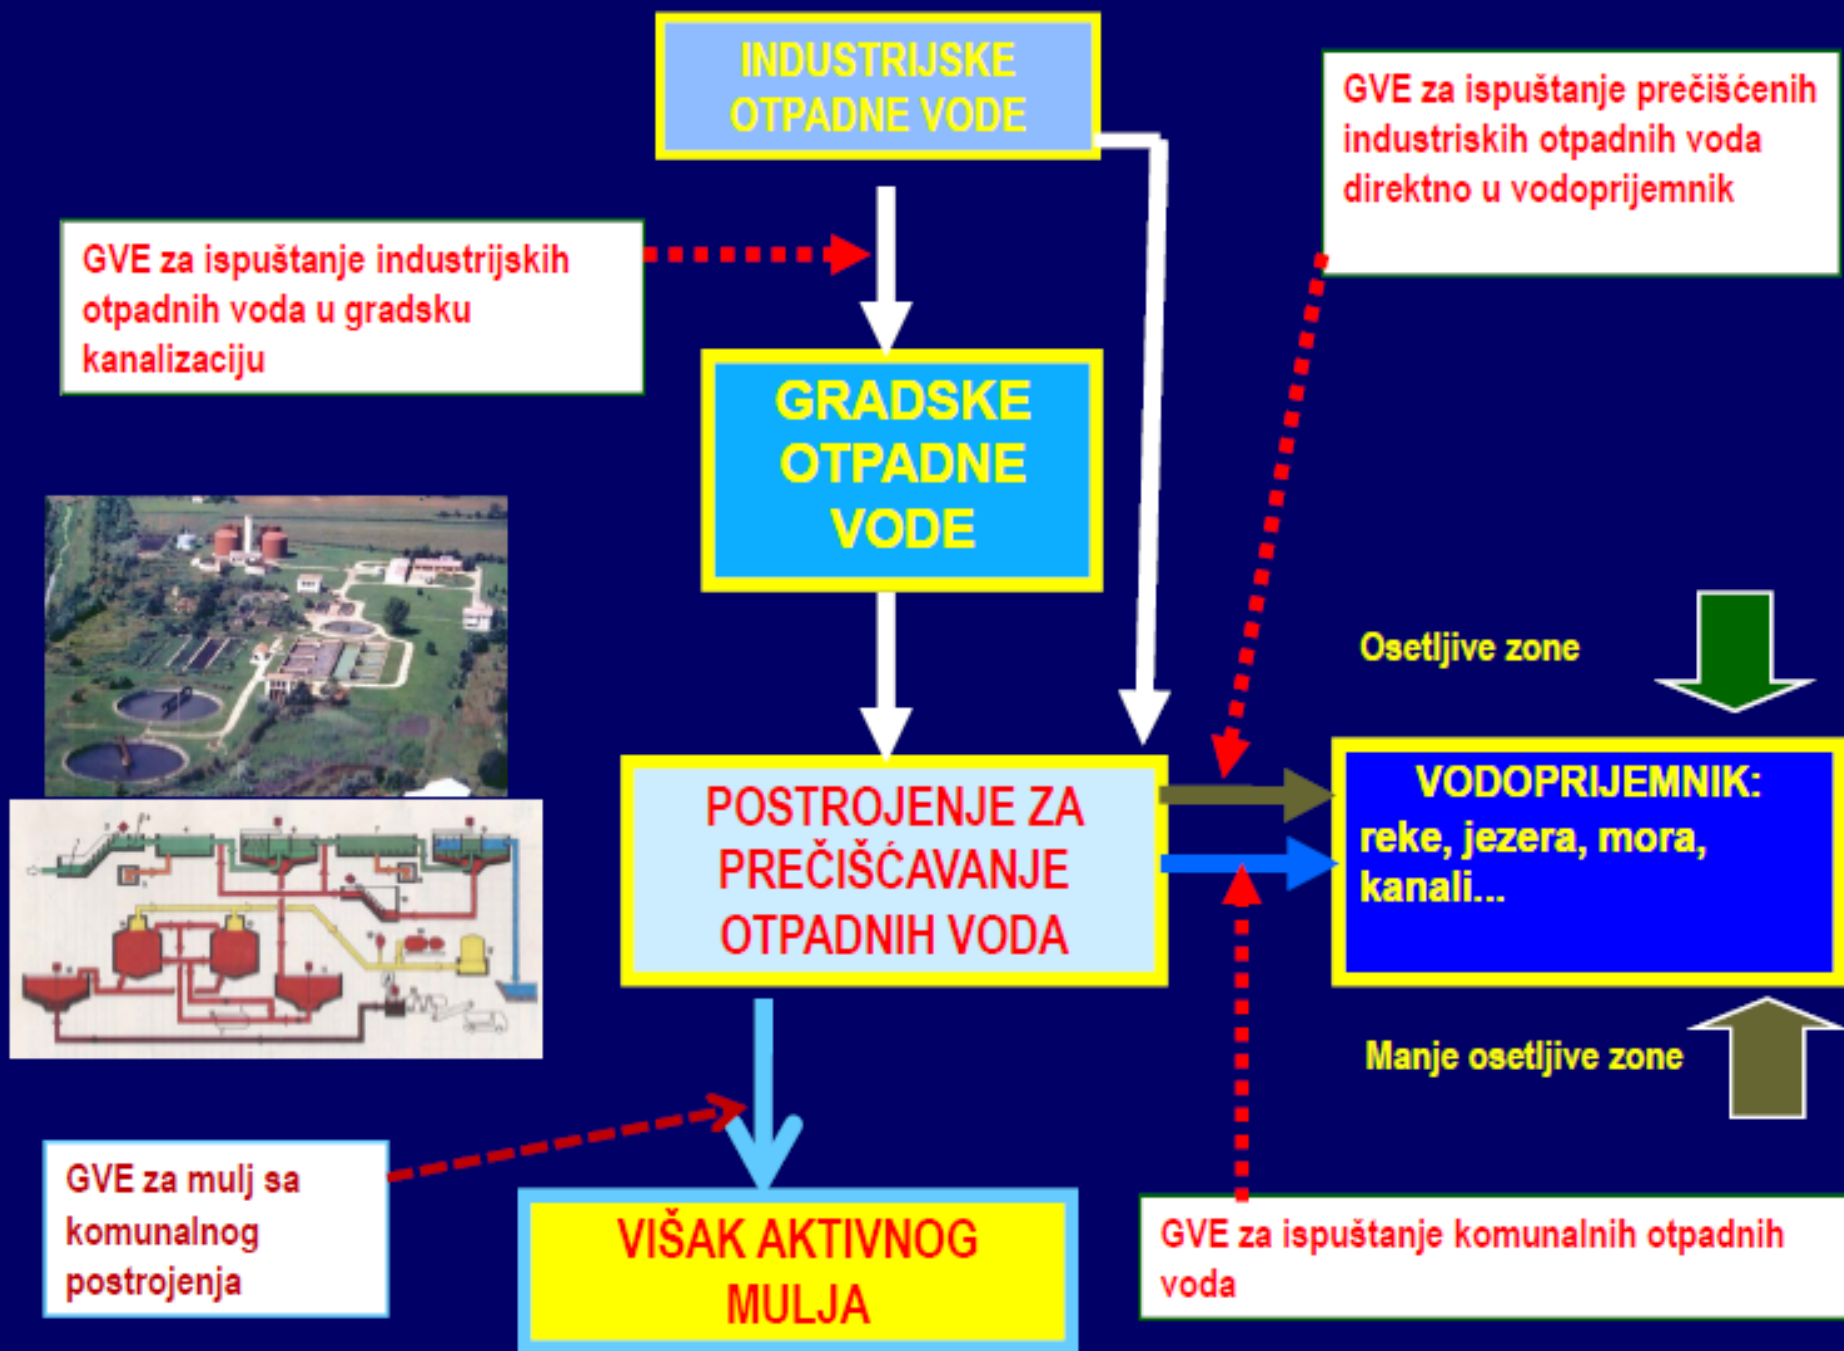 INDUSTRIJSKE
OTPADNE VODE
GVE za ispuštanje prečišćenih
industriskih otpadnih voda
direktno u vodoprijemnik
GVE za ispuštanje industrijskih
otpadnih voda u gradsku
kanalizaciju
GRADSKE
OTPADNE
VODE
Osetljive zone
POSTROJENJE ZA
PREČIŠĆAVANJE
OTPADNIH VODA
VODOPRIJEMNIK:
reke, jezera, mora,
kanali...
Manje osetljive zone
GVE za mulj sa
komunalnog
postrojenja
VIŠAK AKTIVNOG
MULJA
GVE za ispuštanje komunalnih otpadnih
voda